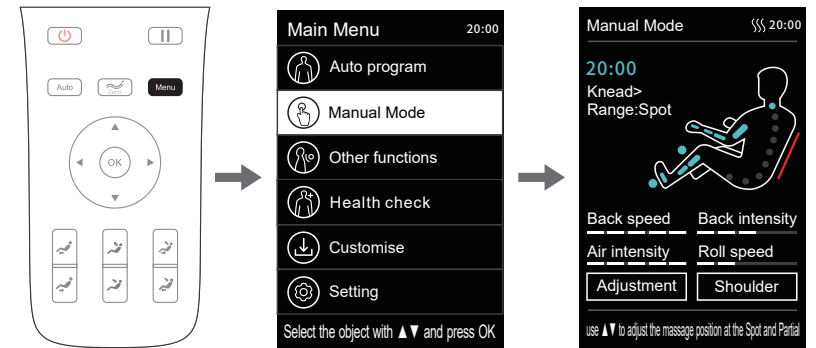 Auto
Zero
Menu
OK
Main Menu 20:00
Auto program
Manual Mode
Other functions
Health check
Customise
Setting
Select the object with ▲▼ and press OK
Manual Mode 20:00
20:00
Knead>
Range:Spot
Back speed Back intensity
Air intensity Roll speed
Adjustment Shoulder
use ▲▼ to adjust the massage position at the Spot and Partial